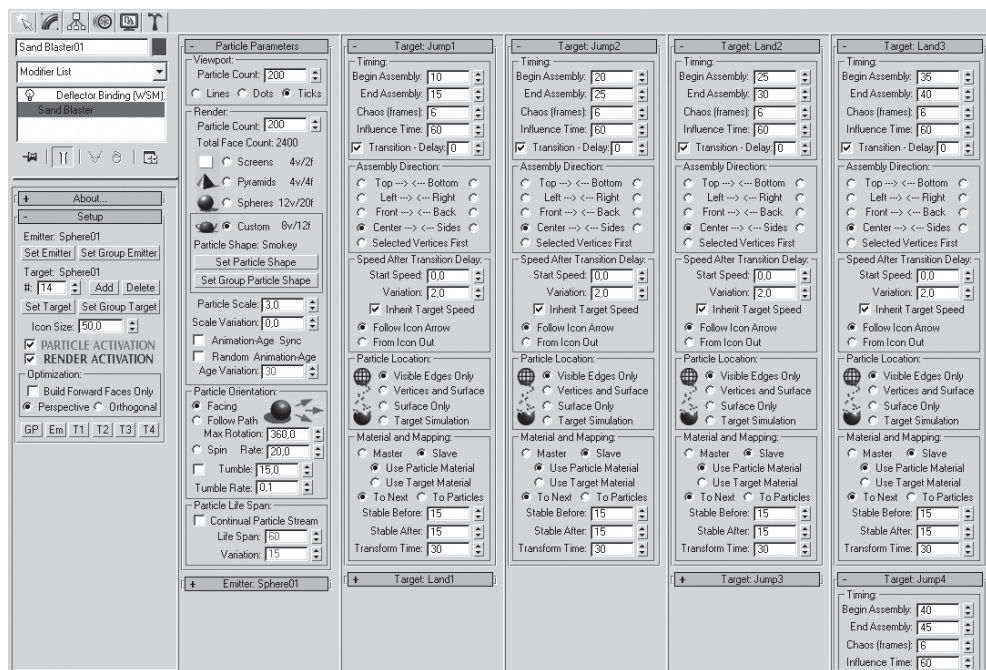 Sand Blaster01
Modifier List
Deflector Binding (WSM)
Sand Blaster
+ About...
- Setup
Emitter: Sphere01
Set Emitter Set Group Emitter
Target: Sphere01
#: 14 Add Delete
Set Target Set Group Target
Icon Size: 50,0
PARTICLE ACTIVATION
RENDER ACTIVATION
Optimization:
Build Forward Faces Only
Perspective Orthogonal
GP Em T1 T2 T3 T4
- Particle Parameters
Viewport:
Particle Count: 200
Lines Dots Ticks
Render:
Particle Count: 200
Total Face Count: 2400
Screens 4v/2f
Pyramids 4v/4f
Spheres 12v/20f
Custom 8v/12f
Particle Shape: Smokey
Set Particle Shape
Set Group Particle Shape
Particle Scale: 3,0
Scale Variation: 0,0
Animation-Age Sync
Random Animation-Age
Age Variation: 30
Particle Orientation:
Facing
Follow Path
Max Rotation: 360,0
Spin Rate: 20,0
Tumble: 15,0
Tumble Rate: 0,1
Particle Life Span:
Continual Particle Stream
Life Span: 60
Variation: 15
+ Emitter: Sphere01
- Target: Jump1
Timing:
Begin Assembly: 10
End Assembly: 15
Chaos (frames): 6
Influence Time: 60
Transition - Delay: 0
Assembly Direction:
Top ---> <--- Bottom
Left ---> <--- Right
Front ---> <--- Back
Center ---> <--- Sides
Selected Vertices First
Speed After Transition Delay:
Start Speed: 0,0
Variation: 2,0
Inherit Target Speed
Follow Icon Arrow
From Icon Out
Particle Location:
Visible Edges Only
Vertices and Surface
Surface Only
Target Simulation
Material and Mapping:
Master Slave
Use Particle Material
Use Target Material
To Next To Particles
Stable Before: 15
Stable After: 15
Transform Time: 30
+ Target: Land1
- Target: Jump2
Timing:
Begin Assembly: 20
End Assembly: 25
Chaos (frames): 6
Influence Time: 60
Transition - Delay: 0
Assembly Direction:
Top ---> <--- Bottom
Left ---> <--- Right
Front ---> <--- Back
Center ---> <--- Sides
Selected Vertices First
Speed After Transition Delay:
Start Speed: 0,0
Variation: 2,0
Inherit Target Speed
Follow Icon Arrow
From Icon Out
Particle Location:
Visible Edges Only
Vertices and Surface
Surface Only
Target Simulation
Material and Mapping:
Master Slave
Use Particle Material
Use Target Material
To Next To Particles
Stable Before: 15
Stable After: 15
Transform Time: 30
- Target: Land2
Timing:
Begin Assembly: 25
End Assembly: 30
Chaos (frames): 6
Influence Time: 60
Transition - Delay: 0
Assembly Direction:
Top ---> <--- Bottom
Left ---> <--- Right
Front ---> <--- Back
Center ---> <--- Sides
Selected Vertices First
Speed After Transition Delay:
Start Speed: 0,0
Variation: 2,0
Inherit Target Speed
Follow Icon Arrow
From Icon Out
Particle Location:
Visible Edges Only
Vertices and Surface
Surface Only
Target Simulation
Material and Mapping:
Master Slave
Use Particle Material
Use Target Material
To Next To Particles
Stable Before: 15
Stable After: 15
Transform Time: 30
+ Target: Jump3
- Target: Land3
Timing:
Begin Assembly: 35
End Assembly: 40
Chaos (frames): 6
Influence Time: 60
Transition - Delay: 0
Assembly Direction:
Top ---> <--- Bottom
Left ---> <--- Right
Front ---> <--- Back
Center ---> <--- Sides
Selected Vertices First
Speed After Transition Delay:
Start Speed: 0,0
Variation: 2,0
Inherit Target Speed
Follow Icon Arrow
From Icon Out
Particle Location:
Visible Edges Only
Vertices and Surface
Surface Only
Target Simulation
Material and Mapping:
Master Slave
Use Particle Material
Use Target Material
To Next To Particles
Stable Before: 15
Stable After: 15
Transform Time: 30
- Target: Jump4
Timing:
Begin Assembly: 40
End Assembly: 45
Chaos (frames): 6
Influence Time: 60